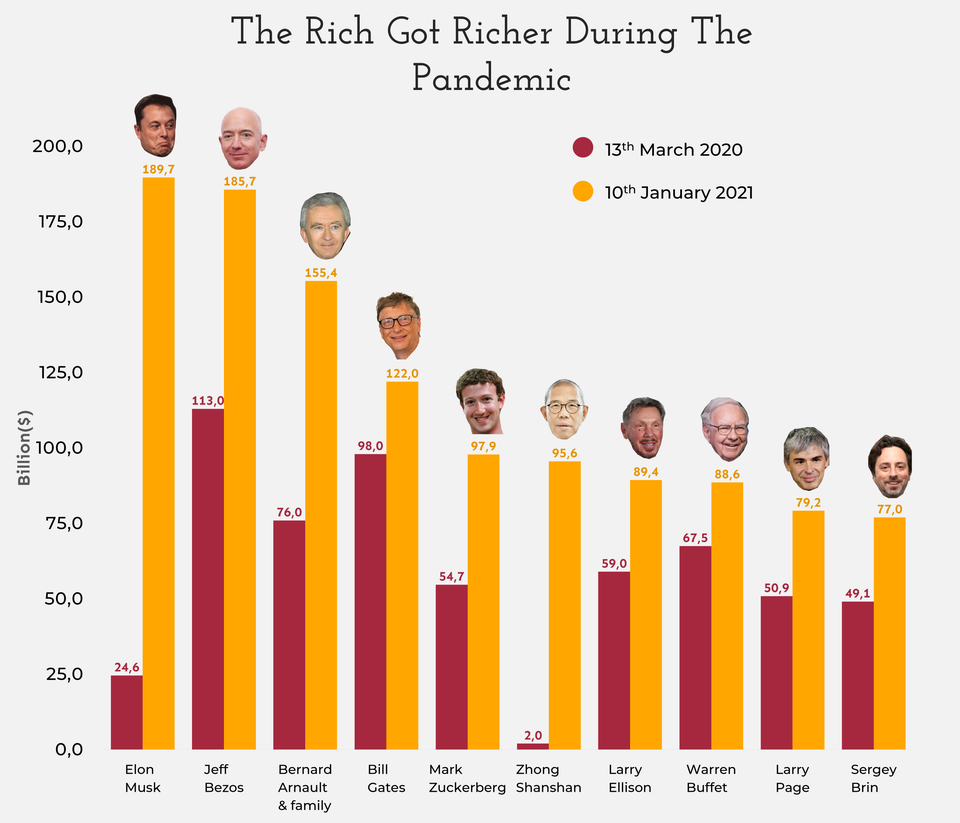 The Rich Got Richer During The
Pandemic
13th March 2020
10th January 2021
Billion($)
200,0
175,0
150,0
125,0
100,0
75,0
50,0
25,0
0,0
24,6
189,7
113,0
185,7
76,0
155,4
98,0
122,0
54,7
97,9
2,0
95,6
59,0
89,4
67,5
88,6
50,9
79,2
49,1
77,0
Elon
Musk
Jeff
Bezos
Bernard
Arnault
& family
Bill
Gates
Mark
Zuckerberg
Zhong
Shanshan
Larry
Ellison
Warren
Buffet
Larry
Page
Sergey
Brin